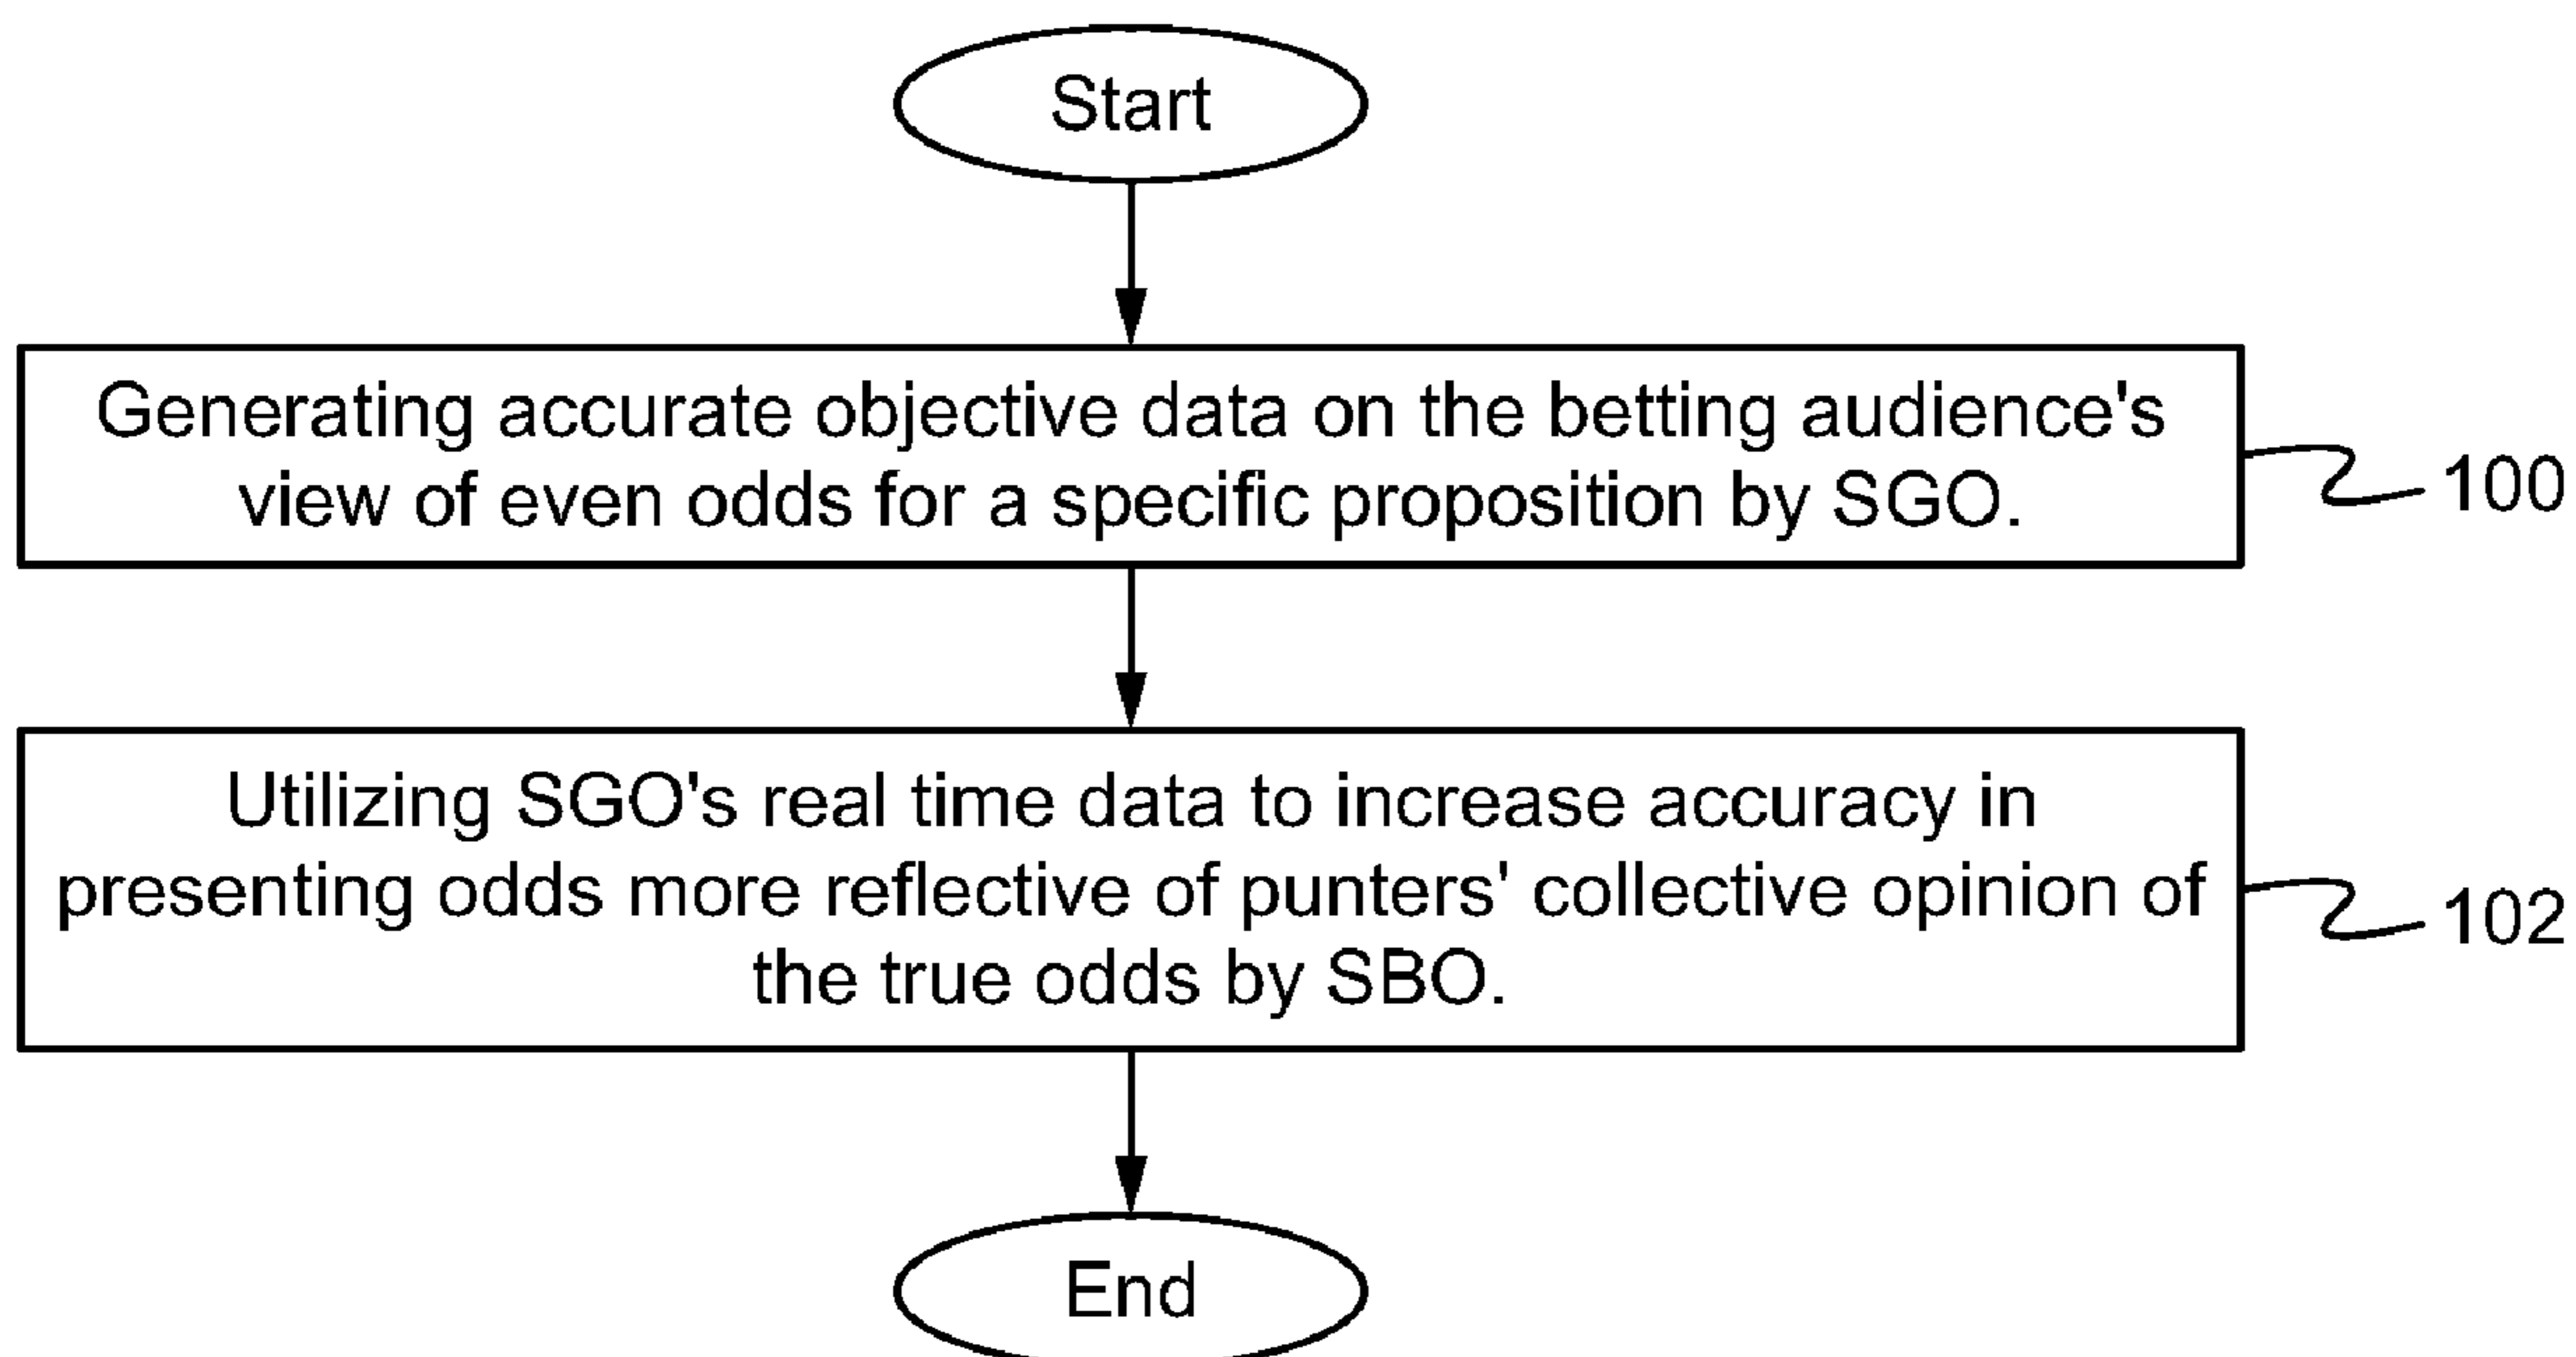 Start
Generating accurate objective data on the betting audience's
view of even odds for a specific proposition by SGO.
100
Utilizing SGO's real time data to increase accuracy in
presenting odds more reflective of punters' collective opinion of
the true odds by SBO.
102
End